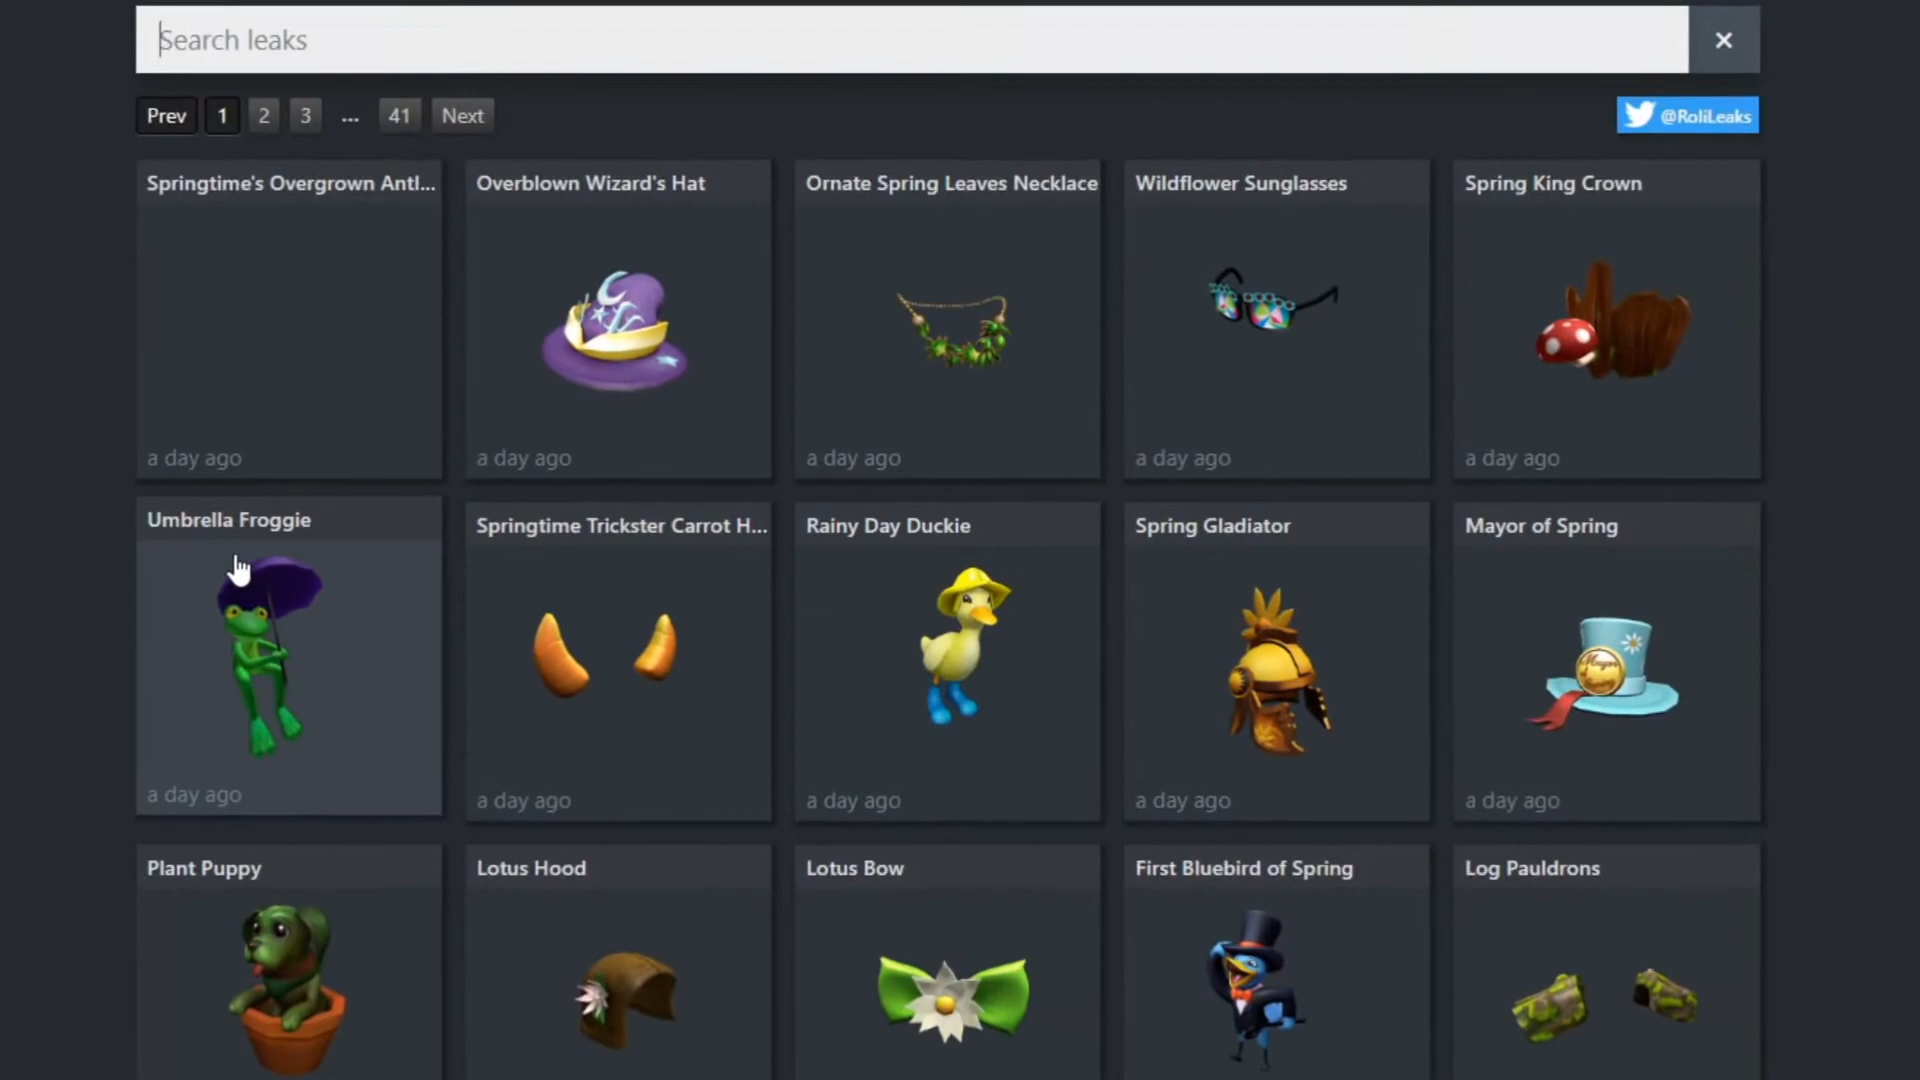 Search leaks
Prev 1 2 3 ... 41 Next
@RoliLeaks
Springtime's Overgrown Antl...
Overblown Wizard's Hat
Ornate Spring Leaves Necklace
Wildflower Sunglasses
Spring King Crown
a day ago
a day ago
a day ago
a day ago
a day ago
Umbrella Froggie
Springtime Trickster Carrot H...
Rainy Day Duckie
Spring Gladiator
Mayor of Spring
Mayor
of
Spring
a day ago
a day ago
a day ago
a day ago
a day ago
Plant Puppy
Lotus Hood
Lotus Bow
First Bluebird of Spring
Log Pauldrons